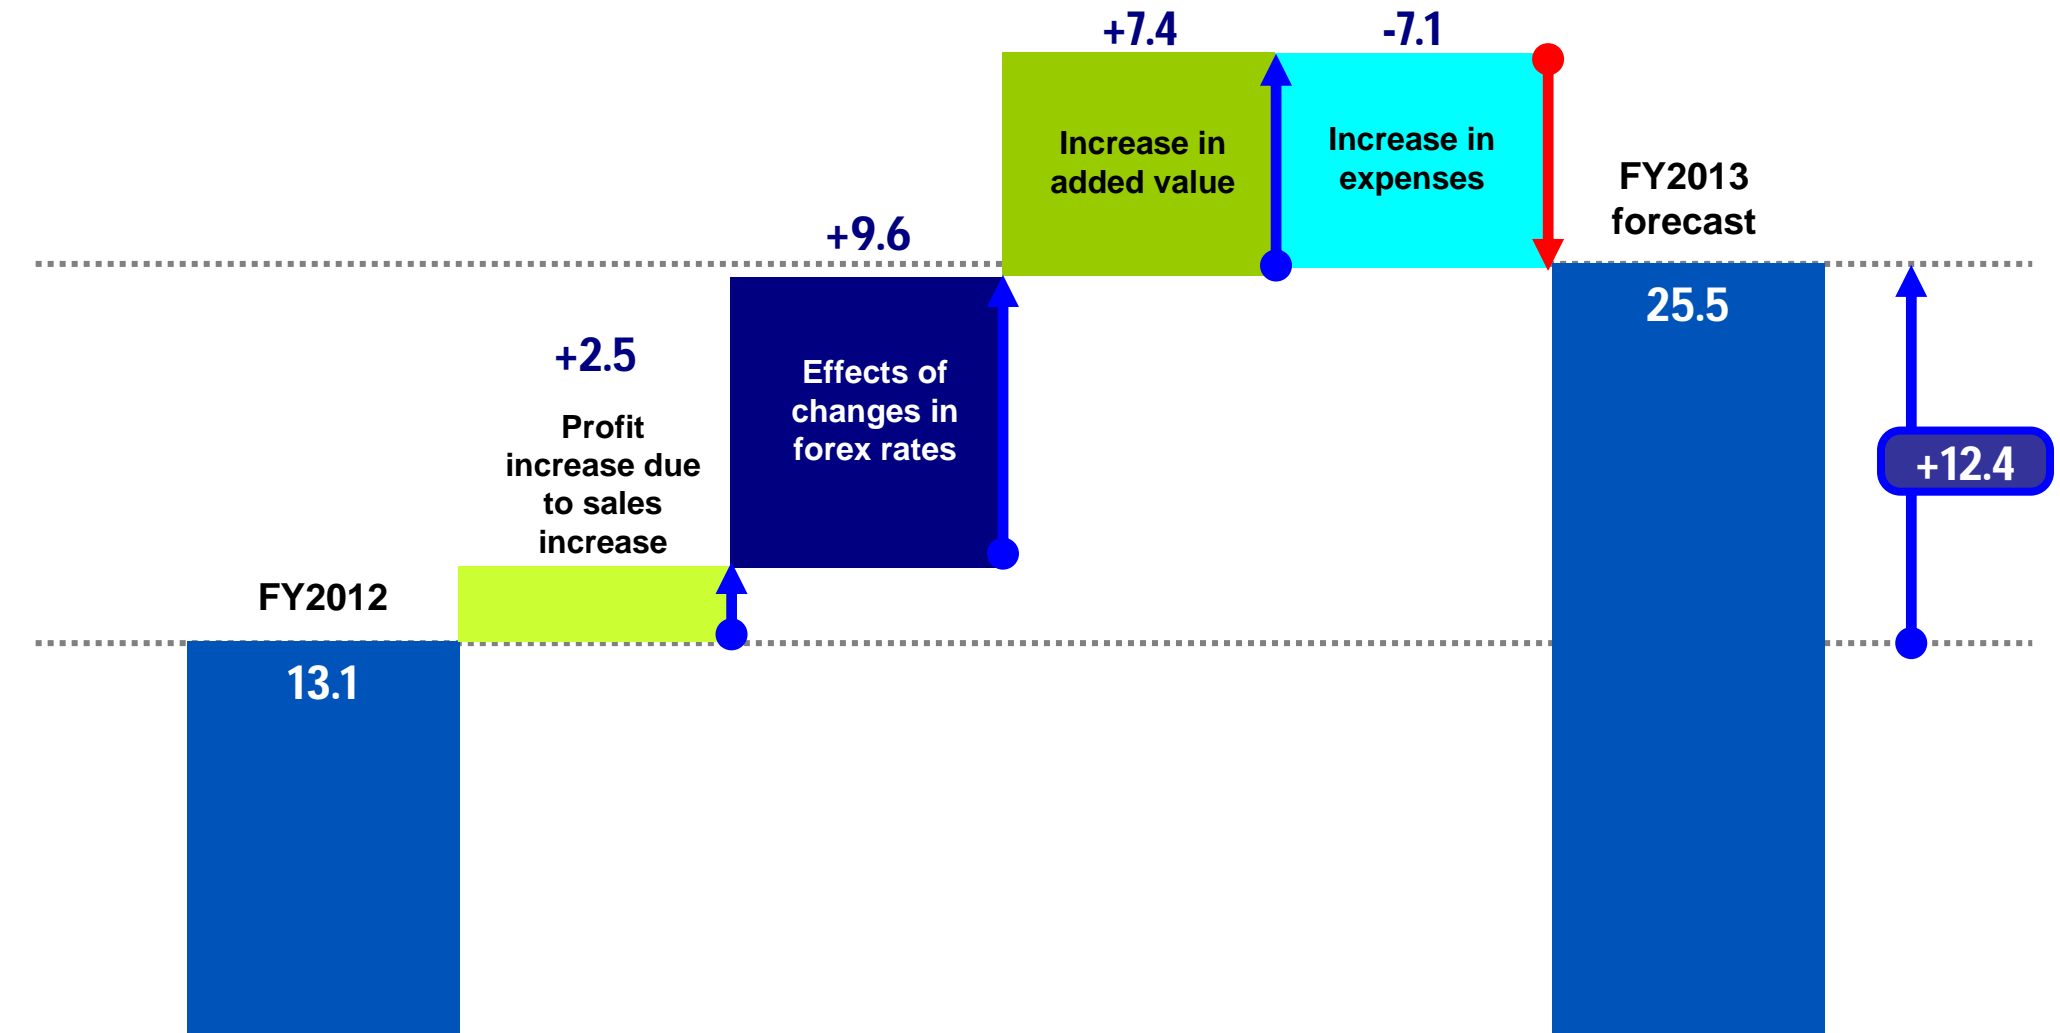 +7.4
-7.1
Increase in
added value
Increase in
expenses
FY2013
forecast
+9.6
25.5
+2.5
Effects of
changes in
forex rates
Profit
increase due
to sales
increase
+12.4
FY2012
13.1